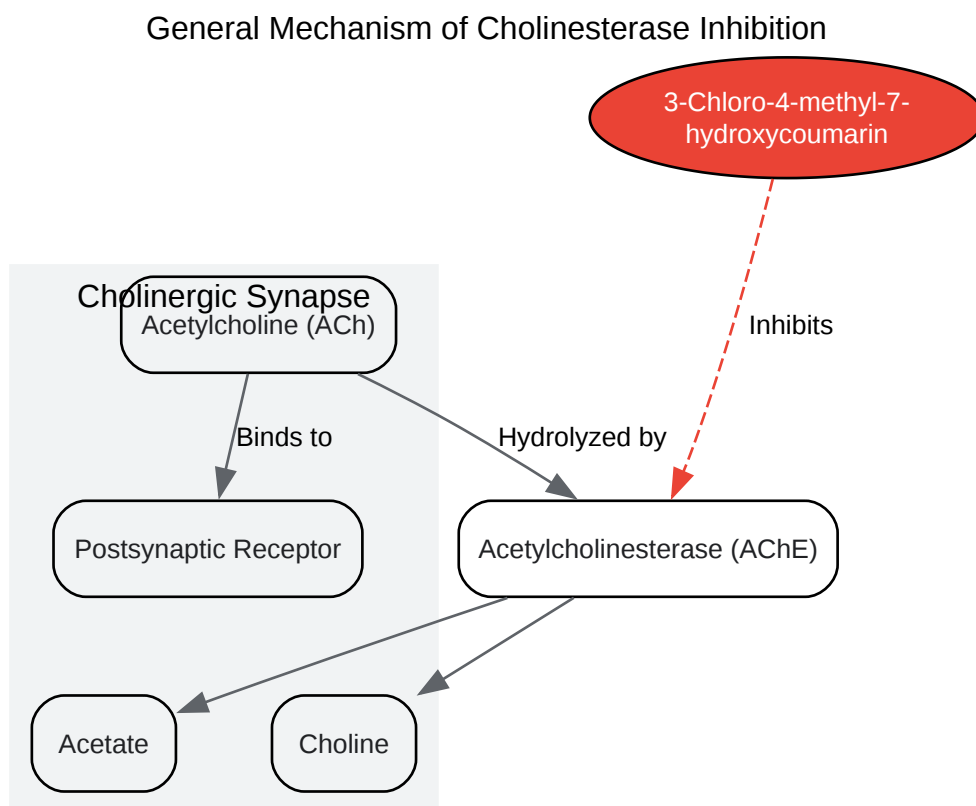 General Mechanism of Cholinesterase Inhibition
3-Chloro-4-methyl-7-
hydroxycoumarin
Cholinergic Synapse
Acetylcholine (ACh)
Inhibits
Binds to
Hydrolyzed by
Postsynaptic Receptor
Acetylcholinesterase (AChE)
Acetate
Choline